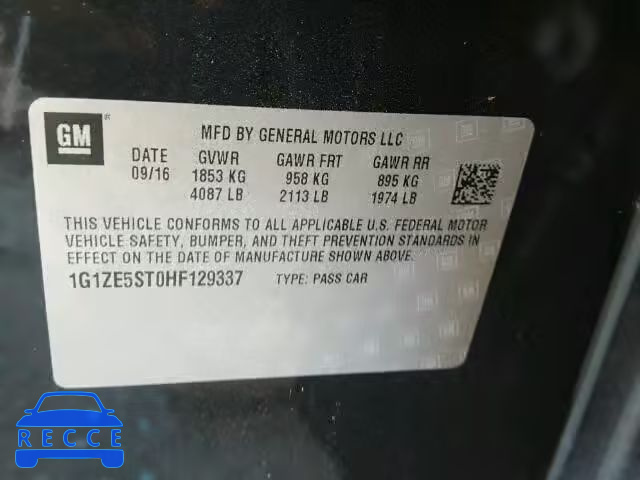 GM ®
MFD BY GENERAL MOTORS LLC
DATE GVWR GAWR FRT GAWR RR
09/16 1853 KG 958 KG 895 KG
4087 LB 2113 LB 1974 LB
THIS VEHICLE CONFORMS TO ALL APPLICABLE U.S. FEDERAL MOTOR
VEHICLE SAFETY, BUMPER, AND THEFT PREVENTION STANDARDS IN
EFFECT ON THE DATE OF MANUFACTURE SHOWN ABOVE.
1G1ZE5ST0HF129337 TYPE: PASS CAR
RECCE